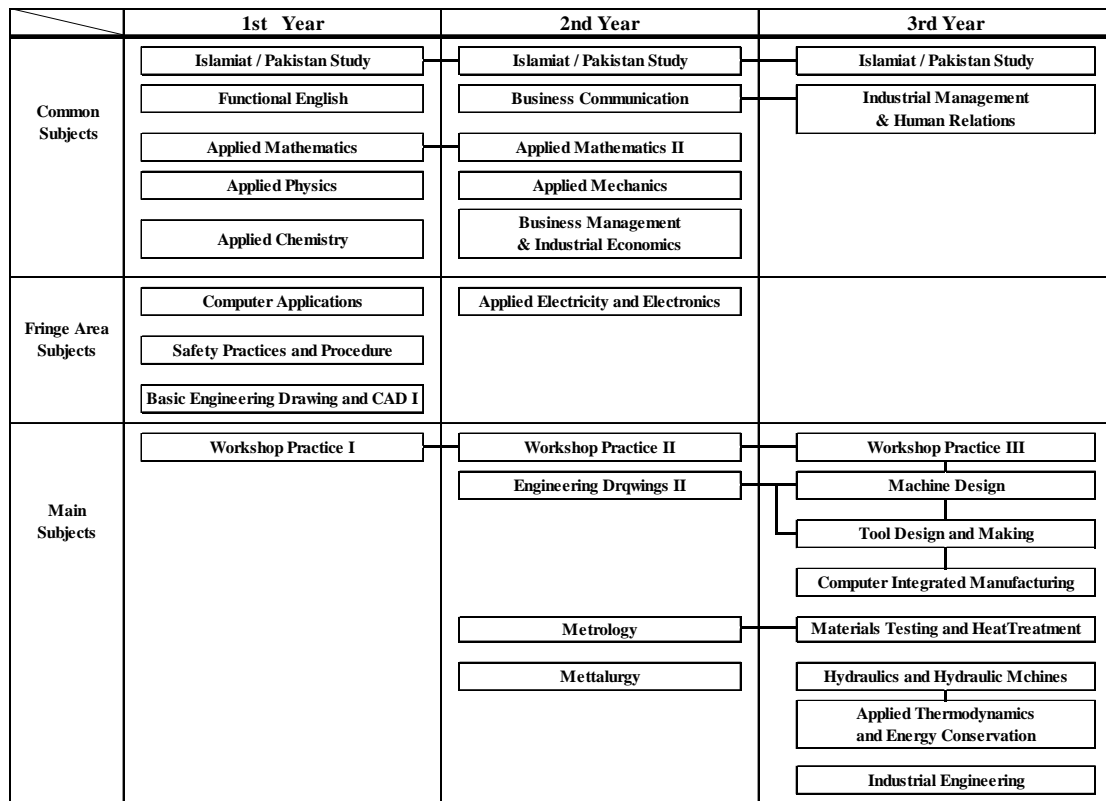 1st Year
2nd Year
3rd Year
Common
Subjects
Islamiat / Pakistan Study
Islamiat / Pakistan Study
Islamiat / Pakistan Study
Functional English
Business Communication
Industrial Management
& Human Relations
Applied Mathematics
Applied Mathematics II
Applied Physics
Applied Mechanics
Applied Chemistry
Business Management
& Industrial Economics
Fringe Area
Subjects
Computer Applications
Applied Electricity and Electronics
Safety Practices and Procedure
Basic Engineering Drawing and CAD I
Main
Subjects
Workshop Practice I
Workshop Practice II
Workshop Practice III
Engineering Drqwings II
Machine Design
Tool Design and Making
Computer Integrated Manufacturing
Metrology
Materials Testing and HeatTreatment
Mettalurgy
Hydraulics and Hydraulic Mchines
Applied Thermodynamics
and Energy Conservation
Industrial Engineering